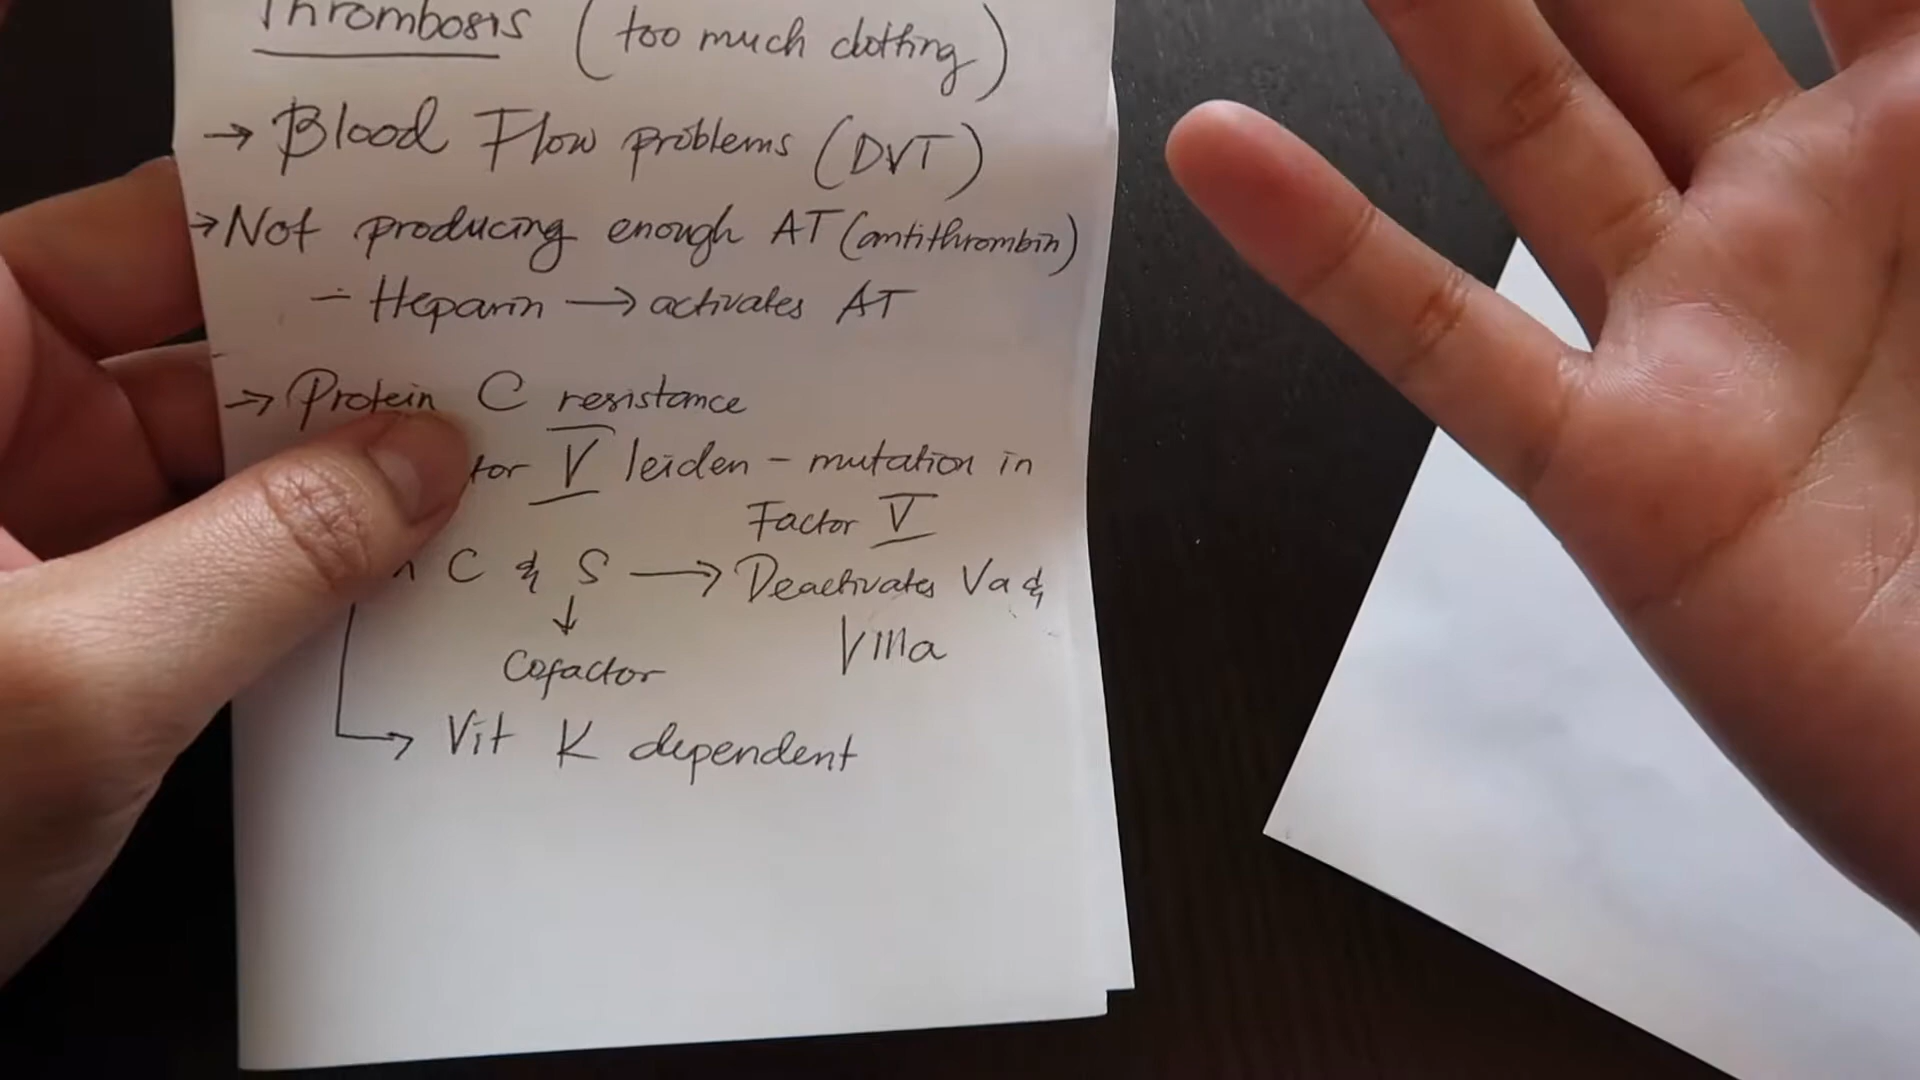 Thrombosis (too much clotting)
→ Blood Flow problems (DVT)
→ Not producing enough AT (antithrombin)
- Heparin → activates AT
→ Protein C resistance
tor V leiden - mutation in
Factor V
C & S → Deactivates Va &
↓ VIIIa
Cofactor
→ Vit K dependent